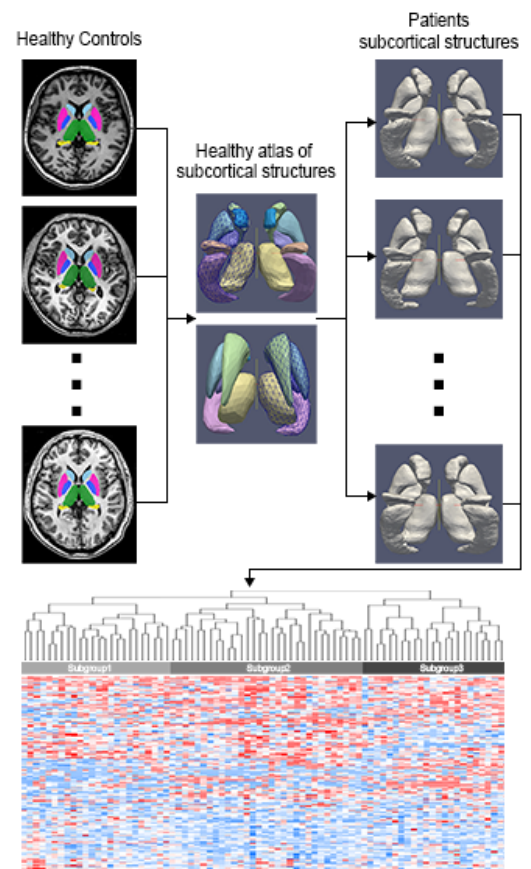 Healthy Controls
Patients
subcortical structures
Healthy atlas of
subcortical structures
Subgroup1
Subgroup2
Subgroup3